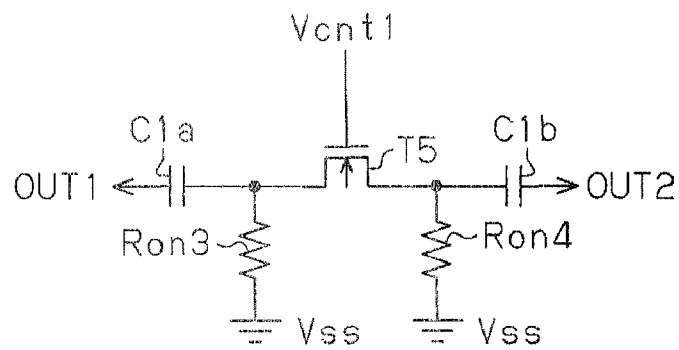 Vcnt1
C1a
T5
C1b
OUT1
OUT2
Ron3
Ron4
Vss
Vss